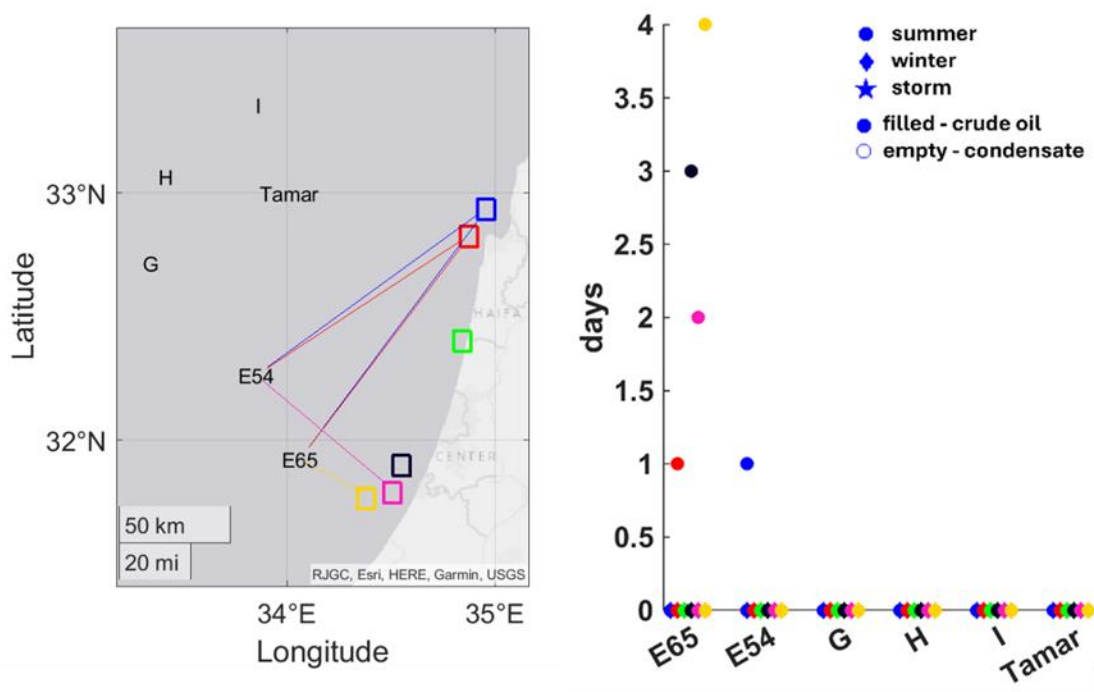 I
H
Tamar
G
E54
E65
HAIFA
CENTER
50 km
20 mi
RJGC, Esri, HERE, Garmin, USGS
33°N
32°N
34°E
35°E
Latitude
Longitude
4
3.5
3
2.5
2
1.5
1
0.5
0
days
summer
winter
storm
filled - crude oil
empty - condensate
E65
E54
G
H
I
Tamar